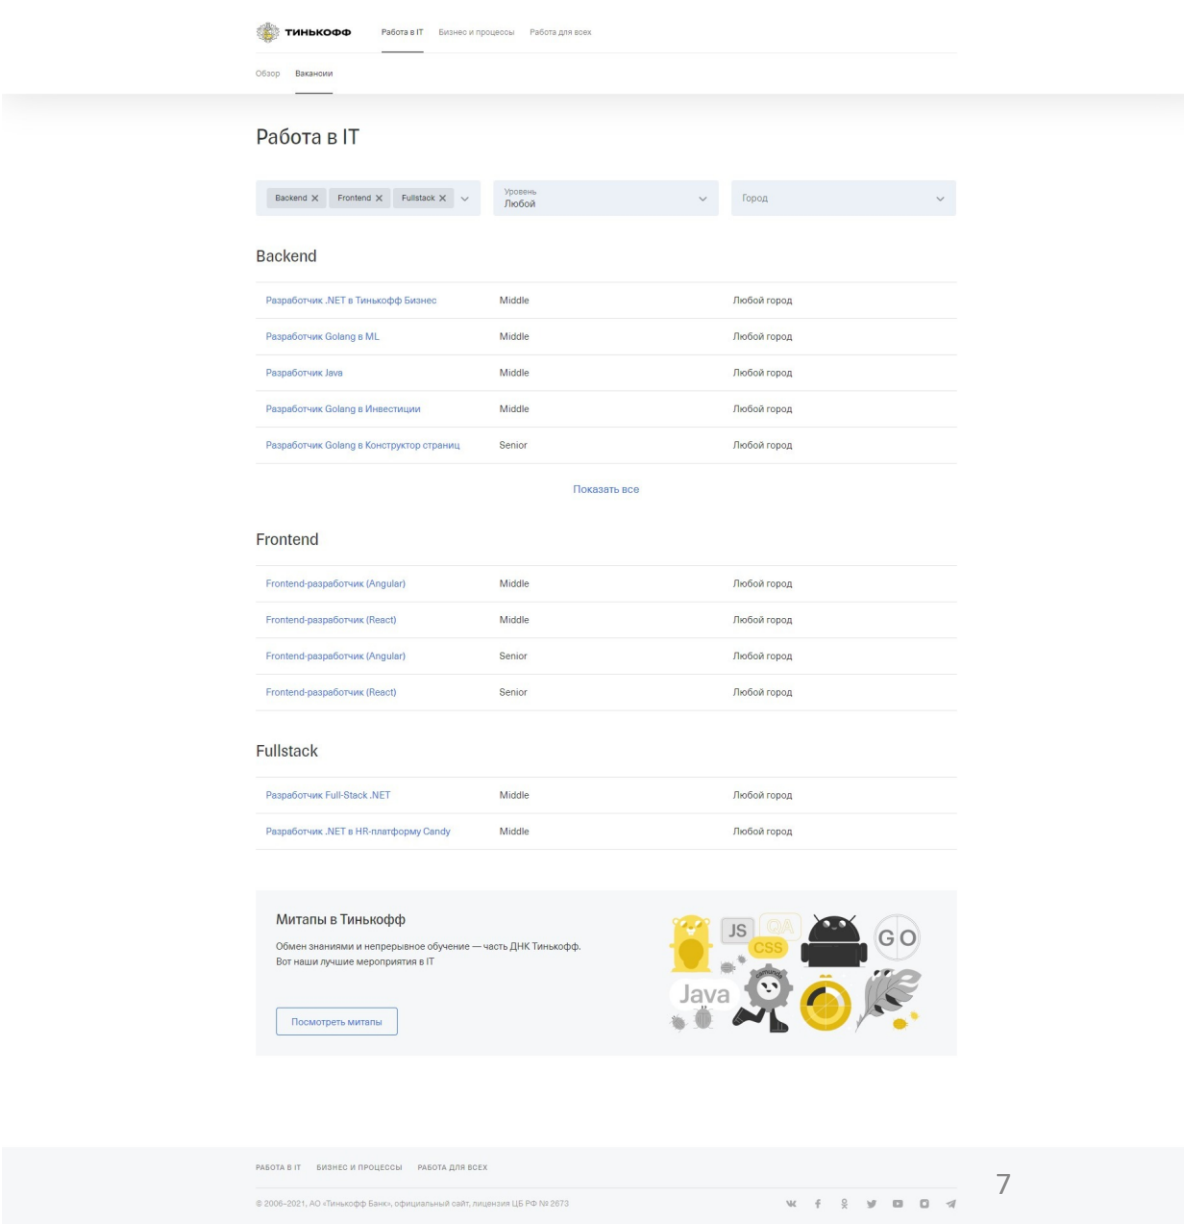 ТИНЬКОФФ Работа в IT Бизнес и процессы Работа для всех
Обзор Вакансии
Работа в IT
Backend Frontend Fullstack Уровень Любой Город
Backend
Разработчик .NET в Тинькофф Бизнес Middle Любой город
Разработчик Golang в ML Middle Любой город
Разработчик Java Middle Любой город
Разработчик Golang в Инвестиции Middle Любой город
Разработчик Golang в Конструктор страниц Senior Любой город
Показать все
Frontend
Frontend-разработчик (Angular) Middle Любой город
Frontend-разработчик (React) Middle Любой город
Frontend-разработчик (Angular) Senior Любой город
Frontend-разработчик (React) Senior Любой город
Fullstack
Разработчик Full-Stack .NET Middle Любой город
Разработчик .NET в HR-платформу Candy Middle Любой город
Митапы в Тинькофф
Обмен знаниями и непрерывное обучение — часть ДНК Тинькофф.
Вот наши лучшие мероприятия в IT
Посмотреть митапы
JS QA
CSS
GO
camunda
Java
РАБОТА В IT БИЗНЕС И ПРОЦЕССЫ РАБОТА ДЛЯ ВСЕХ
7
© 2006–2021, АО «Тинькофф Банк», официальный сайт, лицензия ЦБ РФ № 2673